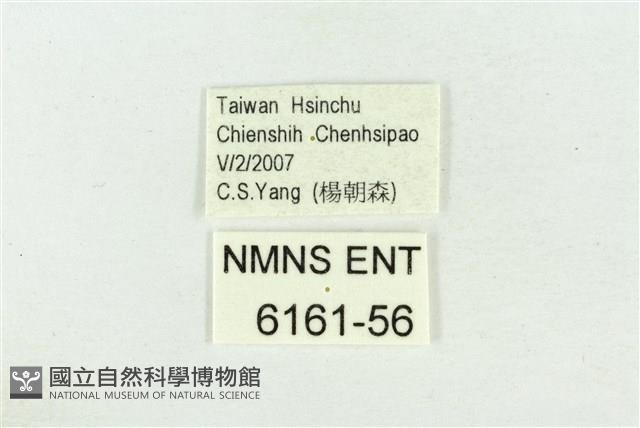 Taiwan Hsinchu
Chienshih Chenhsipao
V/2/2007
C.S.Yang (楊朝森)
NMNS ENT
6161-56
國立自然科學博物館
NATIONAL MUSEUM OF NATURAL SCIENCE